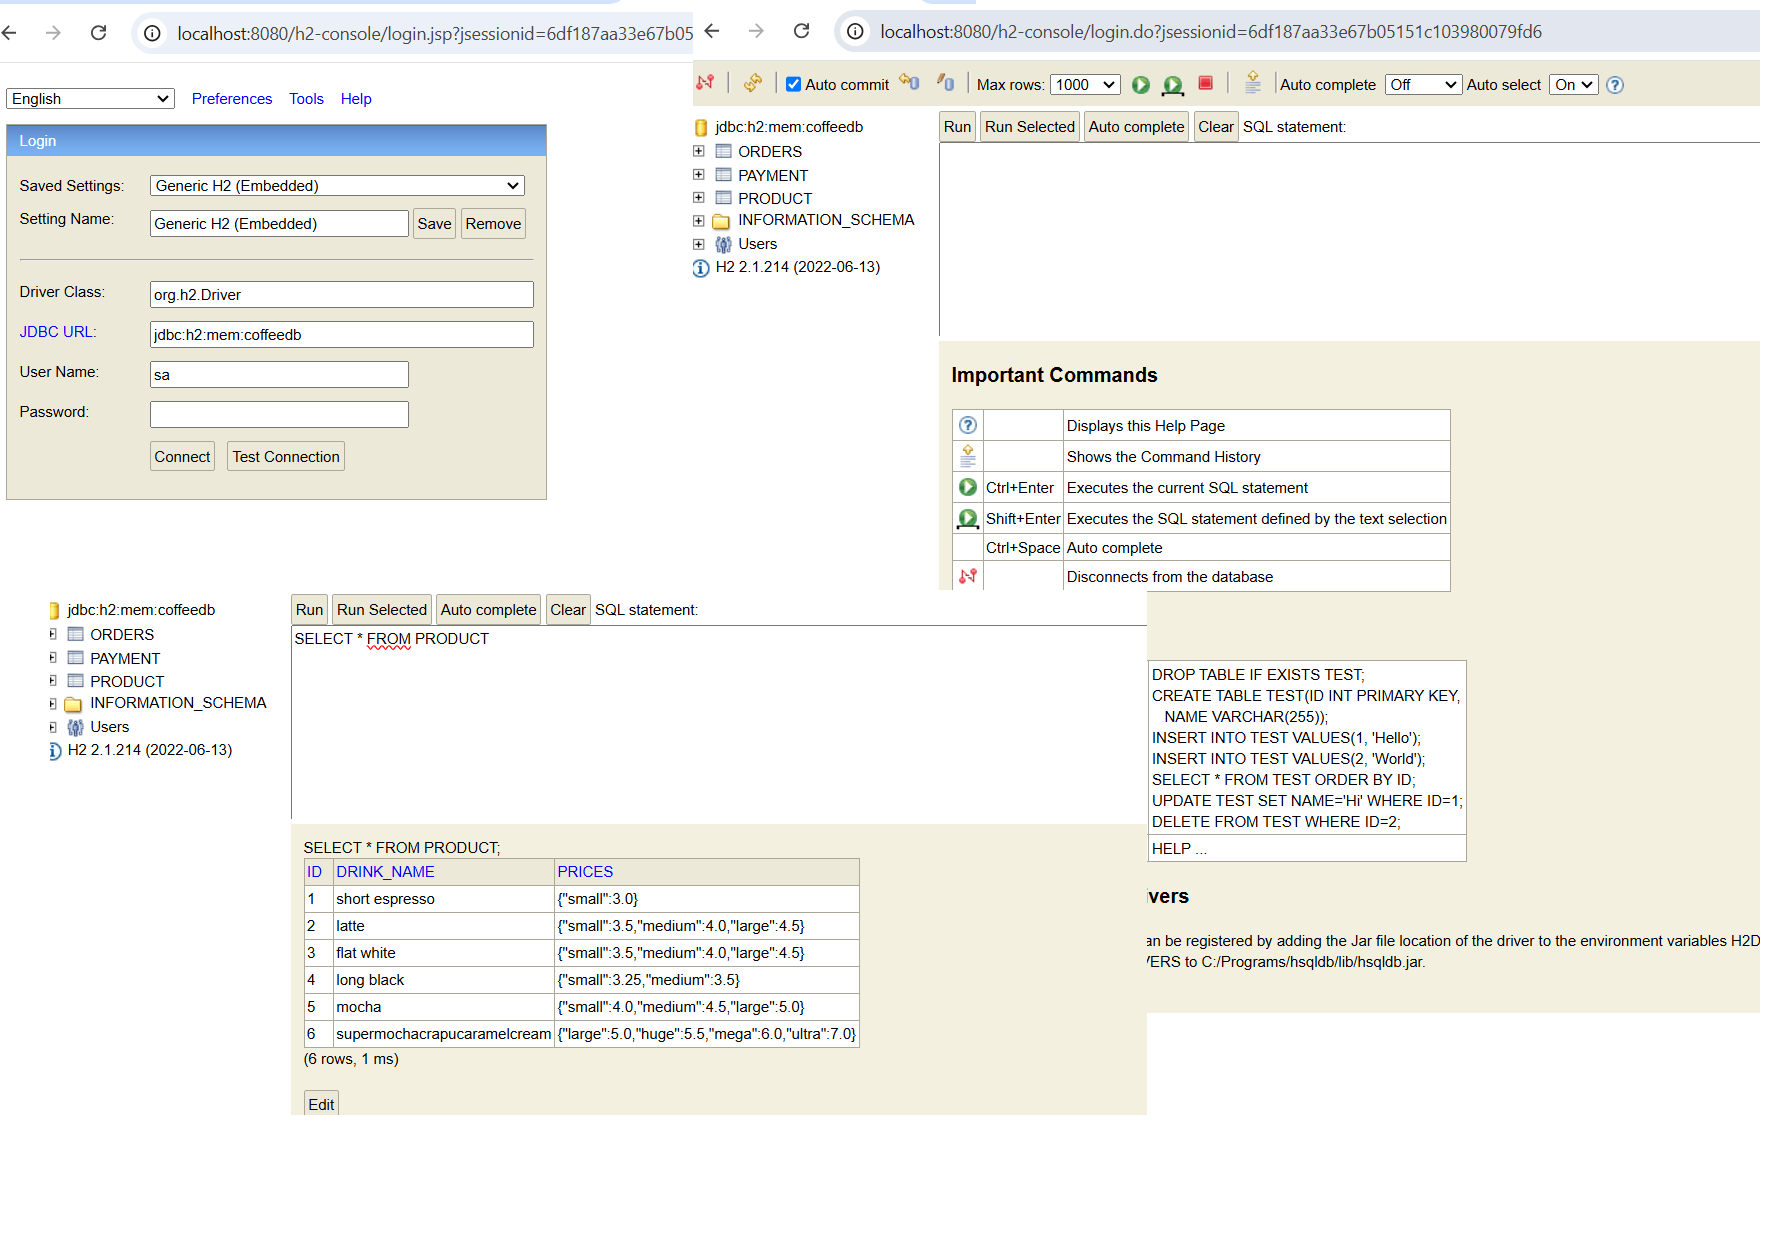 localhost:8080/h2-console/login.jsp?jsessionid=6df187aa33e67b05
English Preferences Tools Help
Login
Saved Settings: Generic H2 (Embedded)
Setting Name: Generic H2 (Embedded) Save Remove
Driver Class: org.h2.Driver
JDBC URL: jdbc:h2:mem:coffeedb
User Name: sa
Password:
Connect Test Connection
localhost:8080/h2-console/login.do?jsessionid=6df187aa33e67b05151c103980079fd6
Auto commit Max rows: 1000 Auto complete Off Auto select On
jdbc:h2:mem:coffeedb
ORDERS
PAYMENT
PRODUCT
INFORMATION_SCHEMA
Users
H2 2.1.214 (2022-06-13)
Run Run Selected Auto complete Clear SQL statement:
Important Commands
Displays this Help Page
Shows the Command History
Ctrl+Enter Executes the current SQL statement
Shift+Enter Executes the SQL statement defined by the text selection
Ctrl+Space Auto complete
Disconnects from the database
DROP TABLE IF EXISTS TEST;
CREATE TABLE TEST(ID INT PRIMARY KEY,
NAME VARCHAR(255));
INSERT INTO TEST VALUES(1, 'Hello');
INSERT INTO TEST VALUES(2, 'World');
SELECT * FROM TEST ORDER BY ID;
UPDATE TEST SET NAME='Hi' WHERE ID=1;
DELETE FROM TEST WHERE ID=2;
HELP ...
ivers
an be registered by adding the Jar file location of the driver to the environment variables H2D
VERS to C:/Programs/hsqldb/lib/hsqldb.jar.
jdbc:h2:mem:coffeedb
ORDERS
PAYMENT
PRODUCT
INFORMATION_SCHEMA
Users
H2 2.1.214 (2022-06-13)
Run Run Selected Auto complete Clear SQL statement:
SELECT * FROM PRODUCT
SELECT * FROM PRODUCT;
ID DRINK_NAME PRICES
1 short espresso {"small":3.0}
2 latte {"small":3.5,"medium":4.0,"large":4.5}
3 flat white {"small":3.5,"medium":4.0,"large":4.5}
4 long black {"small":3.25,"medium":3.5}
5 mocha {"small":4.0,"medium":4.5,"large":5.0}
6 supermochacrapucaramelcream {"large":5.0,"huge":5.5,"mega":6.0,"ultra":7.0}
(6 rows, 1 ms)
Edit